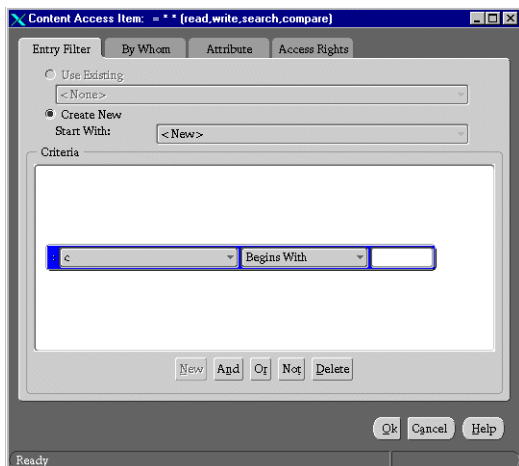 Content Access Item: = * * (read,write,search,compare)
Entry Filter By Whom Attribute Access Rights
Use Existing
<None>
Create New
Start With: <New>
Criteria
: c Begins With
New And Or Not Delete
Ok Cancel Help
Ready